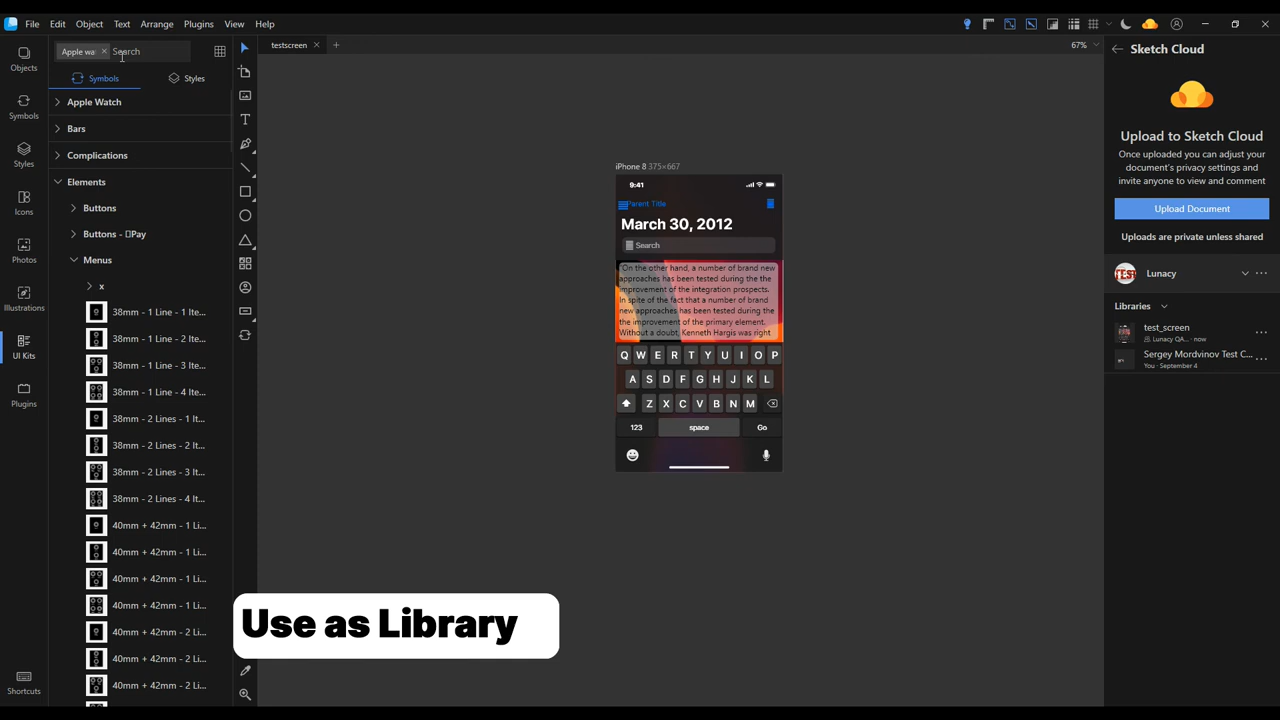 File Edit Object Text Arrange Plugins View Help
Objects
Symbols
Styles
Icons
Photos
Illustrations
UI Kits
Plugins
Shortcuts
Apple wa Search
Symbols Styles
Apple Watch
Bars
Complications
Elements
Buttons
Buttons - Pay
Menus
x
38mm - 1 Line - 1 Ite...
38mm - 1 Line - 2 Ite...
38mm - 1 Line - 3 Ite...
38mm - 1 Line - 4 Ite...
38mm - 2 Lines - 1 It...
38mm - 2 Lines - 2 It...
38mm - 2 Lines - 3 It...
38mm - 2 Lines - 4 It...
40mm + 42mm - 1 Li...
40mm + 42mm - 1 Li...
40mm + 42mm - 1 Li...
40mm + 42mm - 1 Li...
40mm + 42mm - 2 Li...
40mm + 42mm - 2 Li...
40mm + 42mm - 2 Li...
testscreen
67%
iPhone 8 375×667
9:41
Parent Title
March 30, 2012
Search
On the other hand, a number of brand new
approaches has been tested during the the
improvement of the integration prospects.
In spite of the fact that a number of brand
new approaches has been tested during the
the improvement of the primary element.
Without a doubt, Kenneth Hargis was right
Q W E R T Y U I O P
A S D F G H J K L
Z X C V B N M
123 space Go
Use as Library
Sketch Cloud
Upload to Sketch Cloud
Once uploaded you can adjust your
document's privacy settings and
invite anyone to view and comment
Upload Document
Uploads are private unless shared
TEST Lunacy
Libraries
test_screen
Lunacy QA... · now
Sergey Mordvinov Test C...
You · September 4